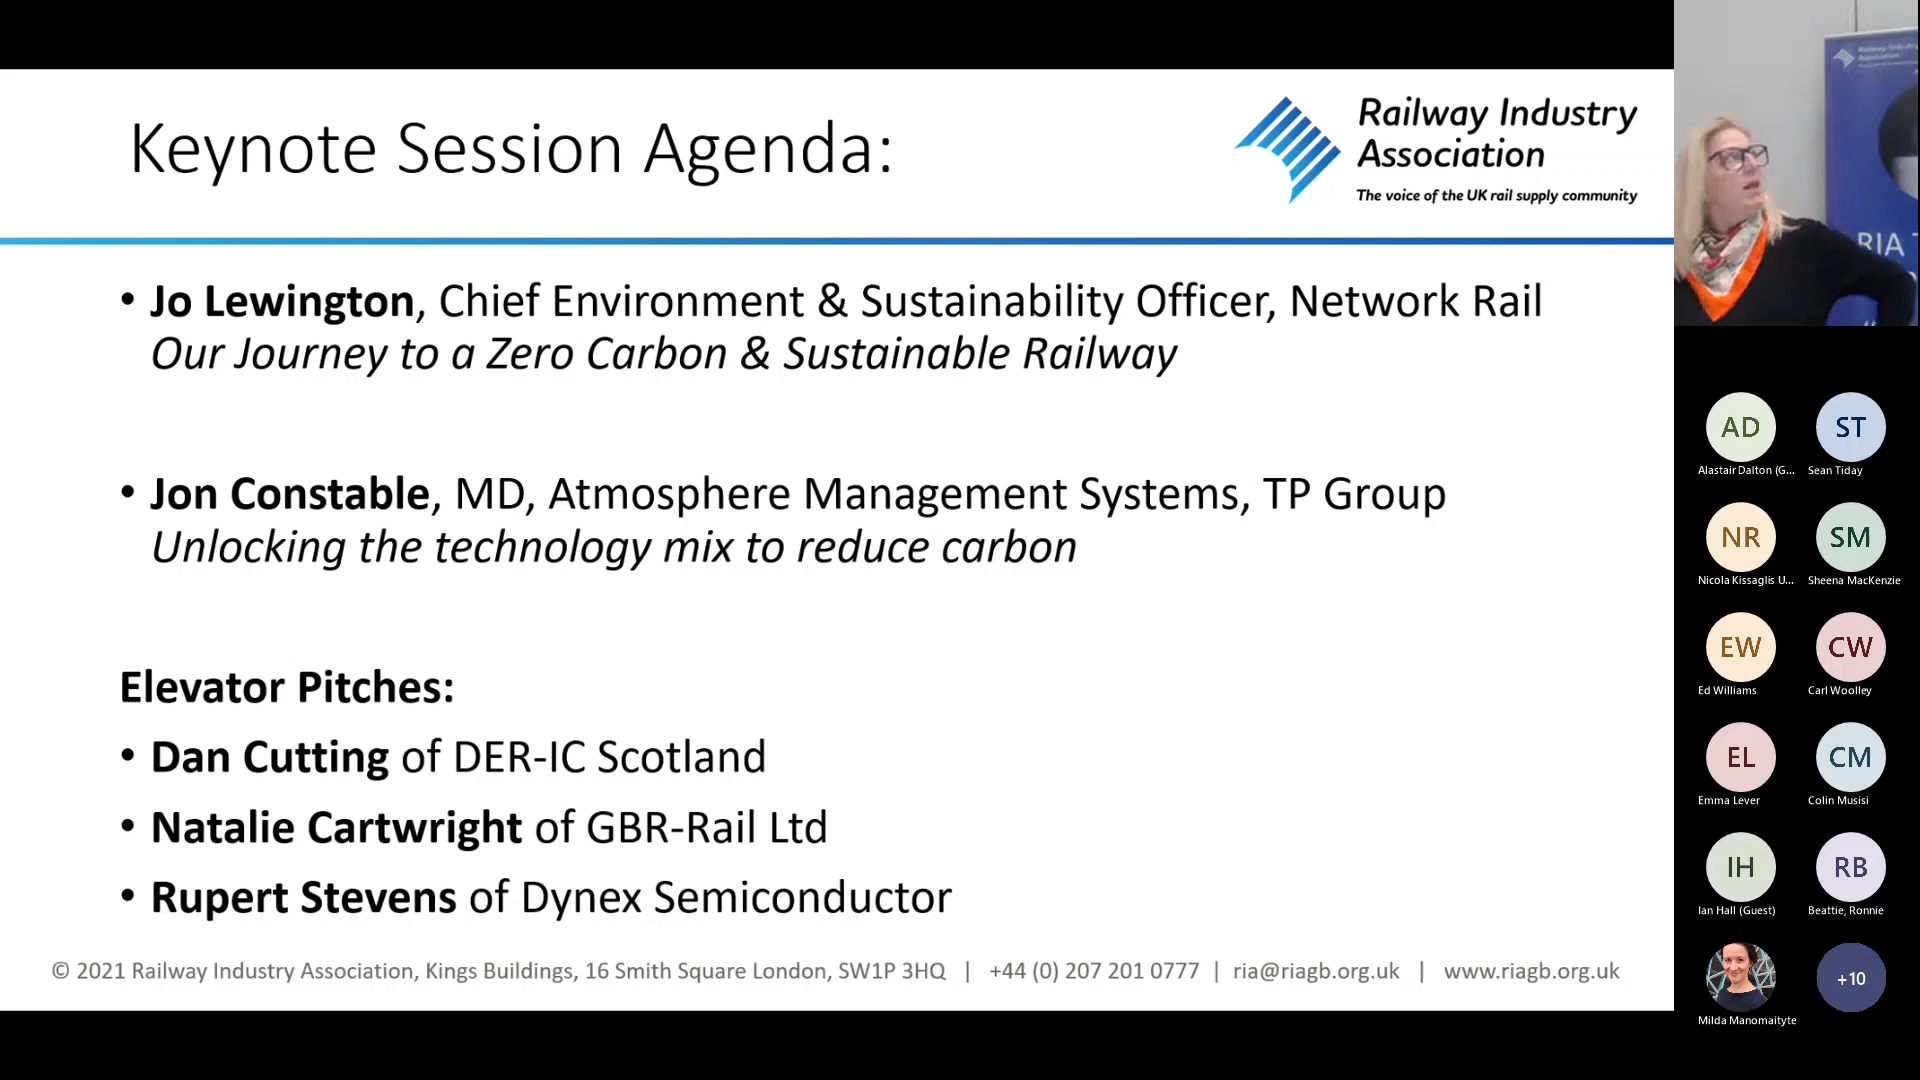 Keynote Session Agenda:
Railway Industry
Association
The voice of the UK rail supply community
• Jo Lewington, Chief Environment & Sustainability Officer, Network Rail
Our Journey to a Zero Carbon & Sustainable Railway
• Jon Constable, MD, Atmosphere Management Systems, TP Group
Unlocking the technology mix to reduce carbon
Elevator Pitches:
• Dan Cutting of DER-IC Scotland
• Natalie Cartwright of GBR-Rail Ltd
• Rupert Stevens of Dynex Semiconductor
© 2021 Railway Industry Association, Kings Buildings, 16 Smith Square London, SW1P 3HQ | +44 (0) 207 201 0777 | ria@riagb.org.uk | www.riagb.org.uk
Railway Industry
Association
RIA
AD ST
Alastair Dalton (G... Sean Tiday
NR SM
Nicola Kissaglis U... Sheena MacKenzie
EW CW
Ed Williams Carl Woolley
EL CM
Emma Lever Colin Musisi
IH RB
Ian Hall (Guest) Beattie, Ronnie
+10
Milda Manomaityte